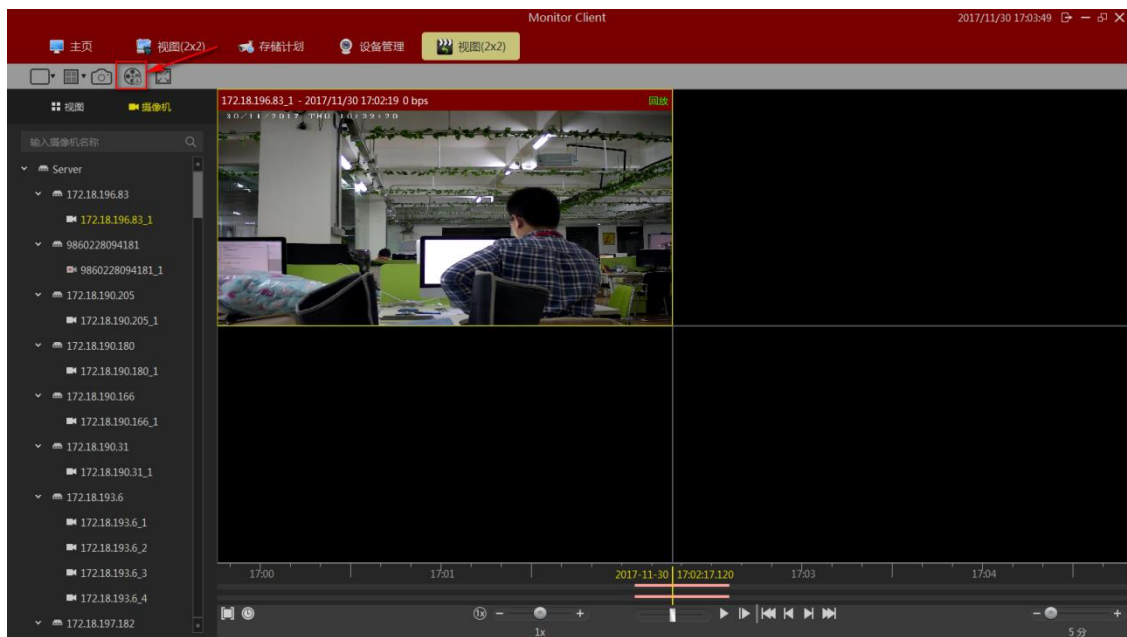 Monitor Client
2017/11/30 17:03:49
主页
视图(2x2)
存储计划
设备管理
视图(2x2)
视图
摄像机
172.18.196.83_1 - 2017/11/30 17:02:19 0 bps
回放
30/11/2017 THU 10:39:20
输入摄像机名称
Server
172.18.196.83
172.18.196.83_1
9860228094181
9860228094181_1
172.18.190.205
172.18.190.205_1
172.18.190.180
172.18.190.180_1
172.18.190.166
172.18.190.166_1
172.18.190.31
172.18.190.31_1
172.18.193.6
172.18.193.6_1
172.18.193.6_2
172.18.193.6_3
172.18.193.6_4
172.18.197.182
17:00
17:01
2017-11-30 17:02:17.120
17:03
17:04
1x
1x
5 分